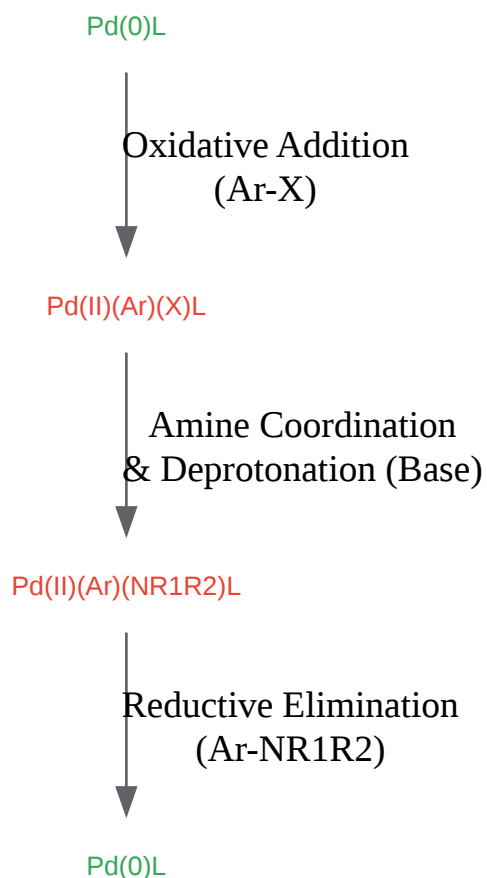 Pd(0)L
Oxidative Addition
(Ar-X)
Pd(II)(Ar)(X)L
Amine Coordination
& Deprotonation (Base)
Pd(II)(Ar)(NR1R2)L
Reductive Elimination
(Ar-NR1R2)
Pd(0)L